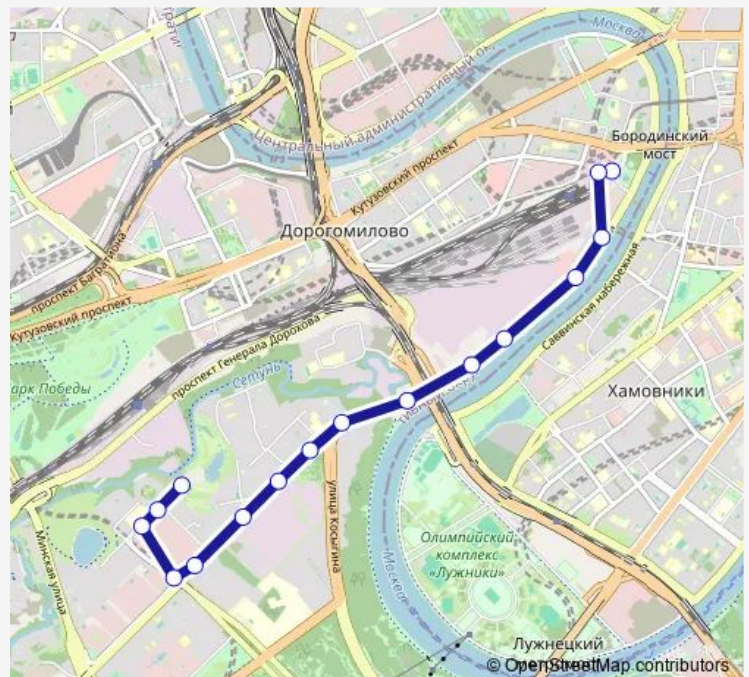 Москва
Центральный административный о
Бородинский
мост
Кутузовский проспект
Дорогомилово
проспект Багратиона
Кутузовский проспект
проспект Генерала Дорохова
Саввинская набережная
Сетунь
арк Победы
Хамовники
улица Косыгина
Олимпийский
комплекс
«Лужники»
Минская улица
Москва
Лужнецкий
© OpenStreetMap contributors